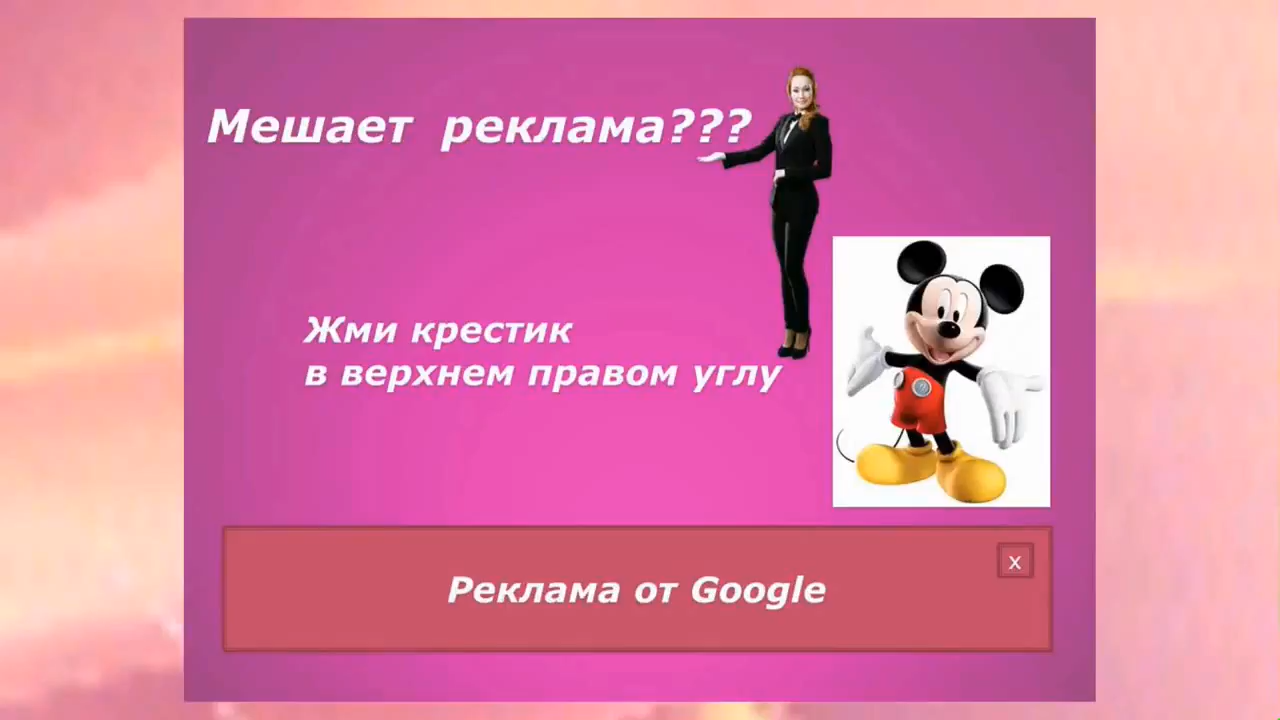 Мешает реклама???
Жми крестик
в верхнем правом углу
x
Реклама от Google